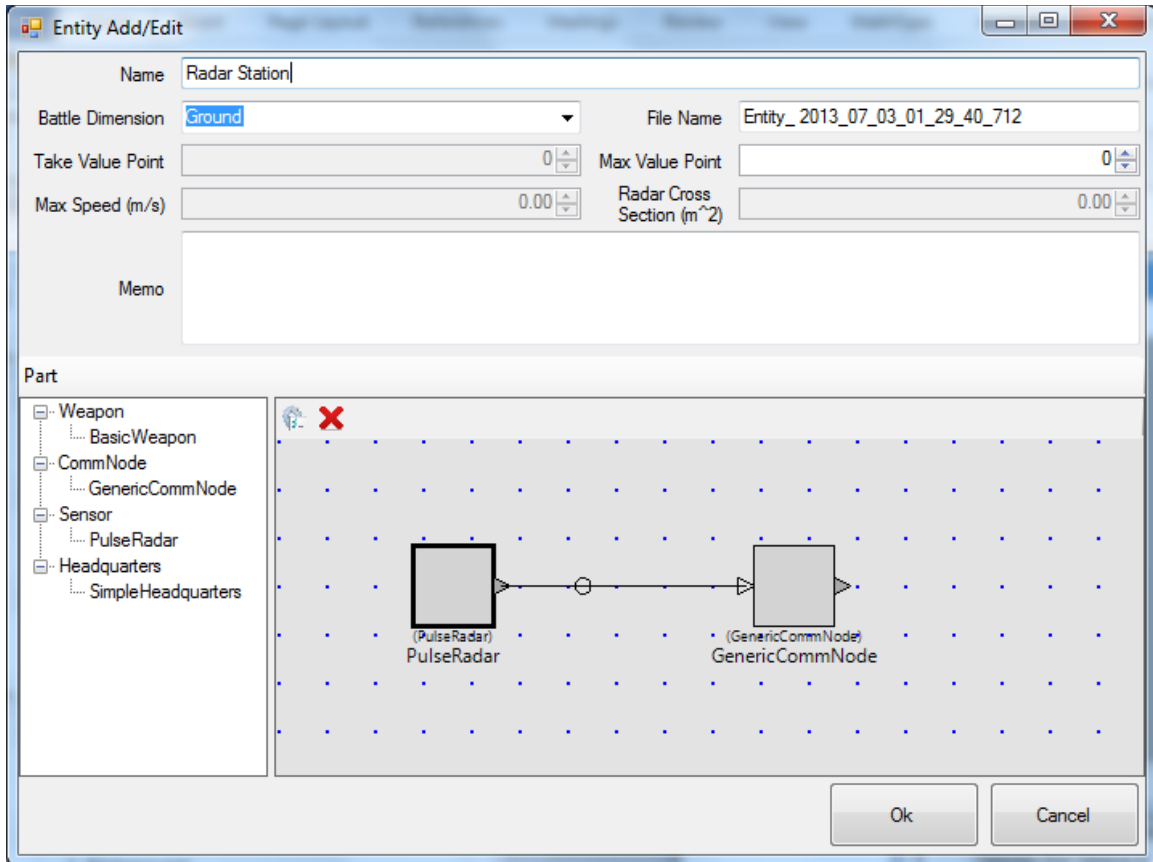 Entity Add/Edit
Name Radar Station
Battle Dimension Ground File Name Entity_ 2013_07_03_01_29_40_712
Take Value Point 0 Max Value Point 0
Max Speed (m/s) 0.00 Radar Cross
Section (m^2) 0.00
Memo
Part
Weapon
BasicWeapon
CommNode
GenericCommNode
Sensor
PulseRadar
Headquarters
SimpleHeadquarters
(PulseRadar)
PulseRadar
(GenericCommNode)
GenericCommNode
Ok Cancel